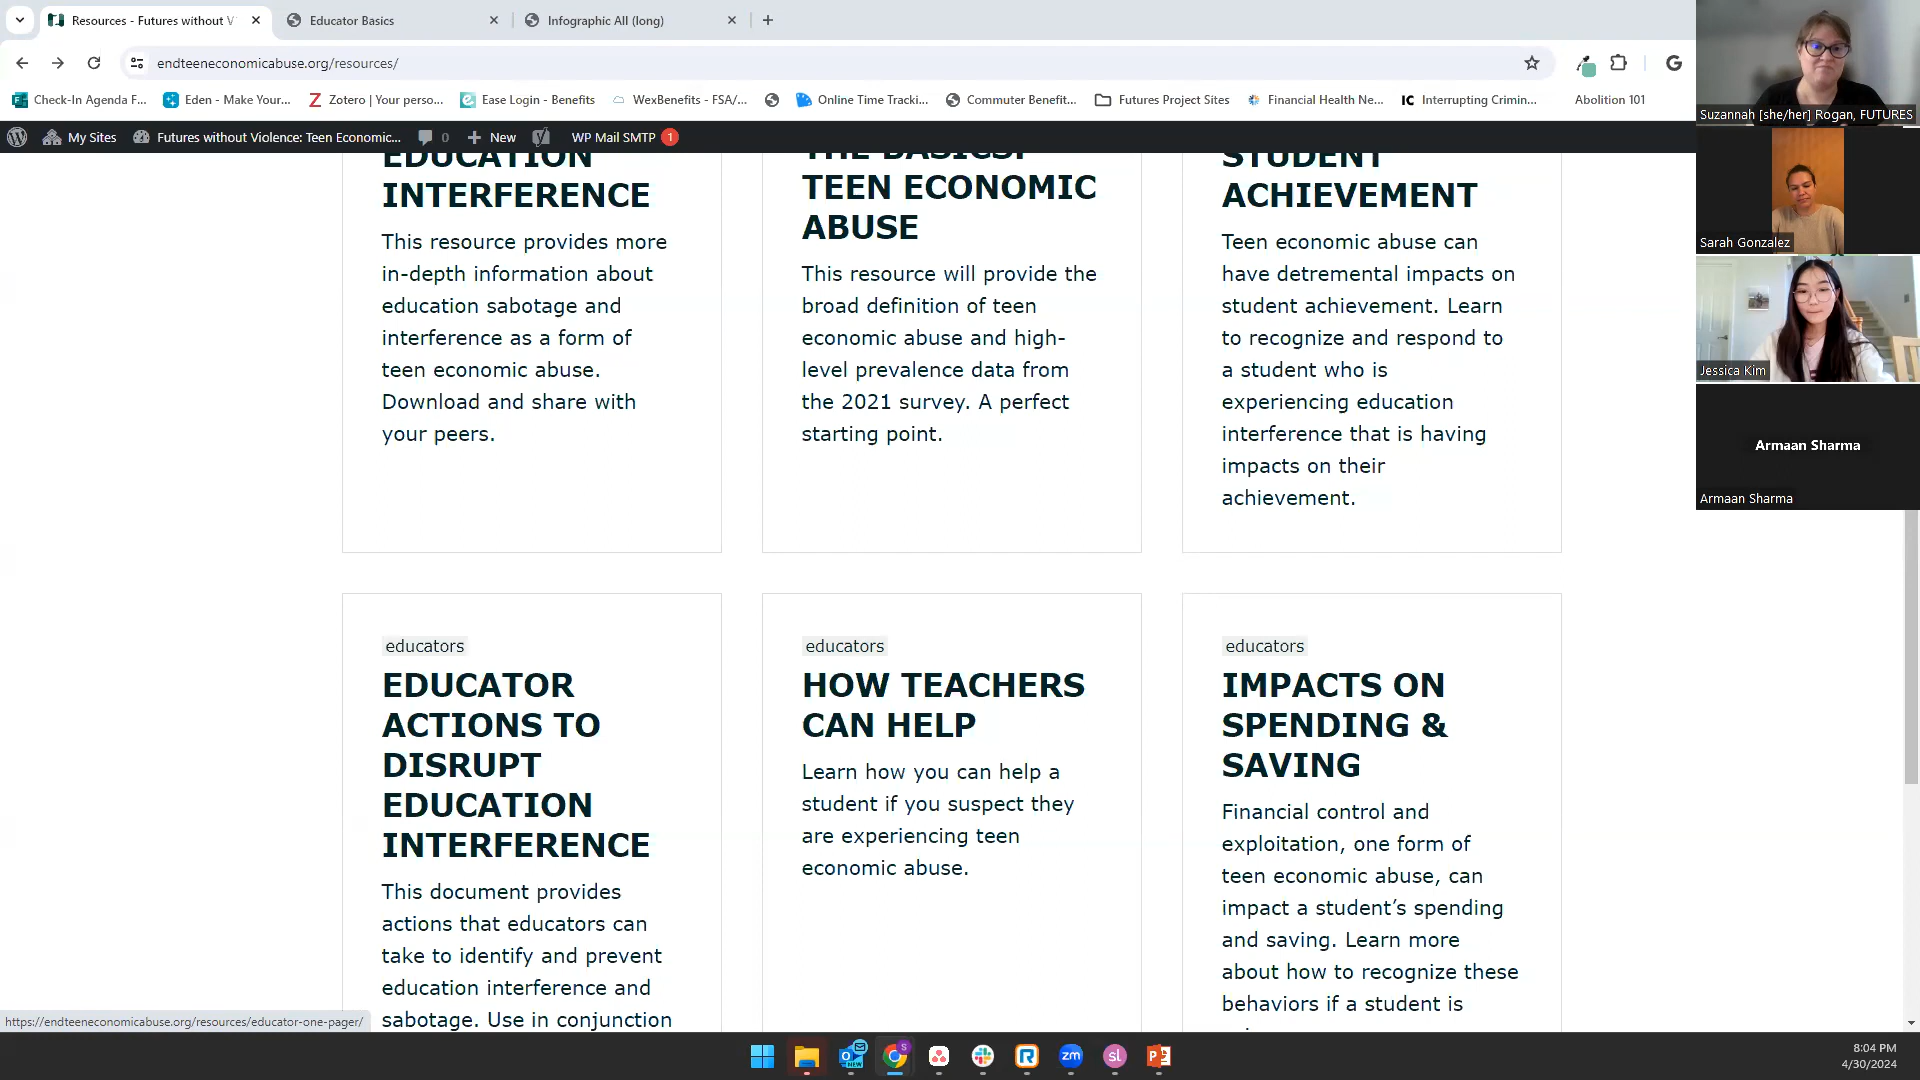 Resources - Futures without V
Educator Basics
Infographic All (long)
endteeneconomicabuse.org/resources/
Check-In Agenda F...
Eden - Make Your...
Zotero | Your perso...
Ease Login - Benefits
WexBenefits - FSA/...
Online Time Tracki...
Commuter Benefit...
Futures Project Sites
Financial Health Ne...
Interrupting Crimin...
Abolition 101
My Sites
Futures without Violence: Teen Economic...
0
New
WP Mail SMTP 1
EDUCATION
INTERFERENCE
This resource provides more
in-depth information about
education sabotage and
interference as a form of
teen economic abuse.
Download and share with
your peers.
THE BASICS:
TEEN ECONOMIC
ABUSE
This resource will provide the
broad definition of teen
economic abuse and high-
level prevalence data from
the 2021 survey. A perfect
starting point.
STUDENT
ACHIEVEMENT
Teen economic abuse can
have detremental impacts on
student achievement. Learn
to recognize and respond to
a student who is
experiencing education
interference that is having
impacts on their
achievement.
educators
EDUCATOR
ACTIONS TO
DISRUPT
EDUCATION
INTERFERENCE
This document provides
actions that educators can
take to identify and prevent
education interference and
sabotage. Use in conjunction
educators
HOW TEACHERS
CAN HELP
Learn how you can help a
student if you suspect they
are experiencing teen
economic abuse.
educators
IMPACTS ON
SPENDING &
SAVING
Financial control and
exploitation, one form of
teen economic abuse, can
impact a student’s spending
and saving. Learn more
about how to recognize these
behaviors if a student is
https://endteeneconomicabuse.org/resources/educator-one-pager/
Suzannah [she/her] Rogan, FUTURES
Sarah Gonzalez
Jessica Kim
Armaan Sharma
Armaan Sharma
8:04 PM
4/30/2024